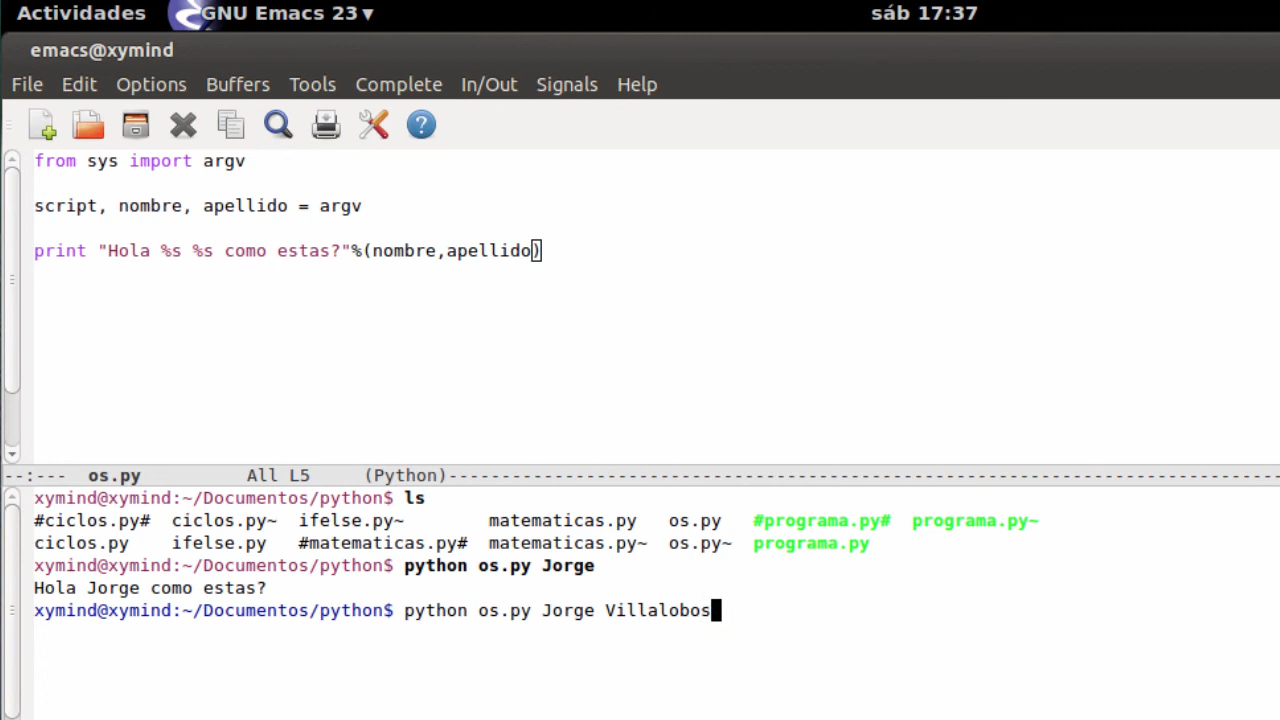 Actividades GNU Emacs 23 sáb 17:37
emacs@xymind
File Edit Options Buffers Tools Complete In/Out Signals Help
from sys import argv
script, nombre, apellido = argv
print "Hola %s %s como estas?"%(nombre,apellido)
--:--- os.py All L5 (Python)--------------------------------------------------------------------------------
xymind@xymind:~/Documentos/python$ ls
#ciclos.py# ciclos.py~ ifelse.py~ matematicas.py os.py #programa.py# programa.py~
ciclos.py ifelse.py #matematicas.py# matematicas.py~ os.py~ programa.py
xymind@xymind:~/Documentos/python$ python os.py Jorge
Hola Jorge como estas?
xymind@xymind:~/Documentos/python$ python os.py Jorge Villalobos